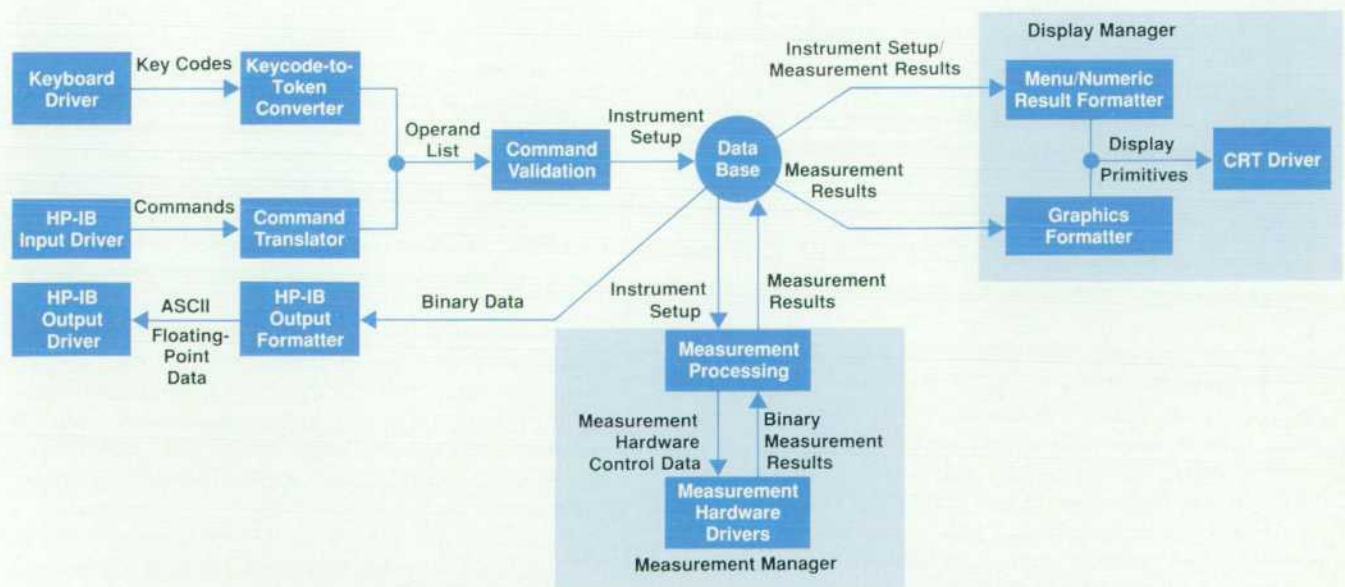 Keyboard
Driver
Key Codes
Keycode-to-
Token
Converter
HP-IB
Input Driver
Commands
Command
Translator
Operand
List
Command
Validation
Instrument
Setup
Data
Base
HP-IB
Output
Driver
ASCII
Floating-
Point
Data
HP-IB
Output
Formatter
Binary Data
Instrument Setup/
Measurement Results
Measurement
Results
Display Manager
Menu/Numeric
Result Formatter
Display
Primitives
CRT Driver
Graphics
Formatter
Instrument
Setup
Measurement
Results
Measurement
Processing
Measurement
Hardware
Control Data
Binary
Measurement
Results
Measurement
Hardware
Drivers
Measurement Manager